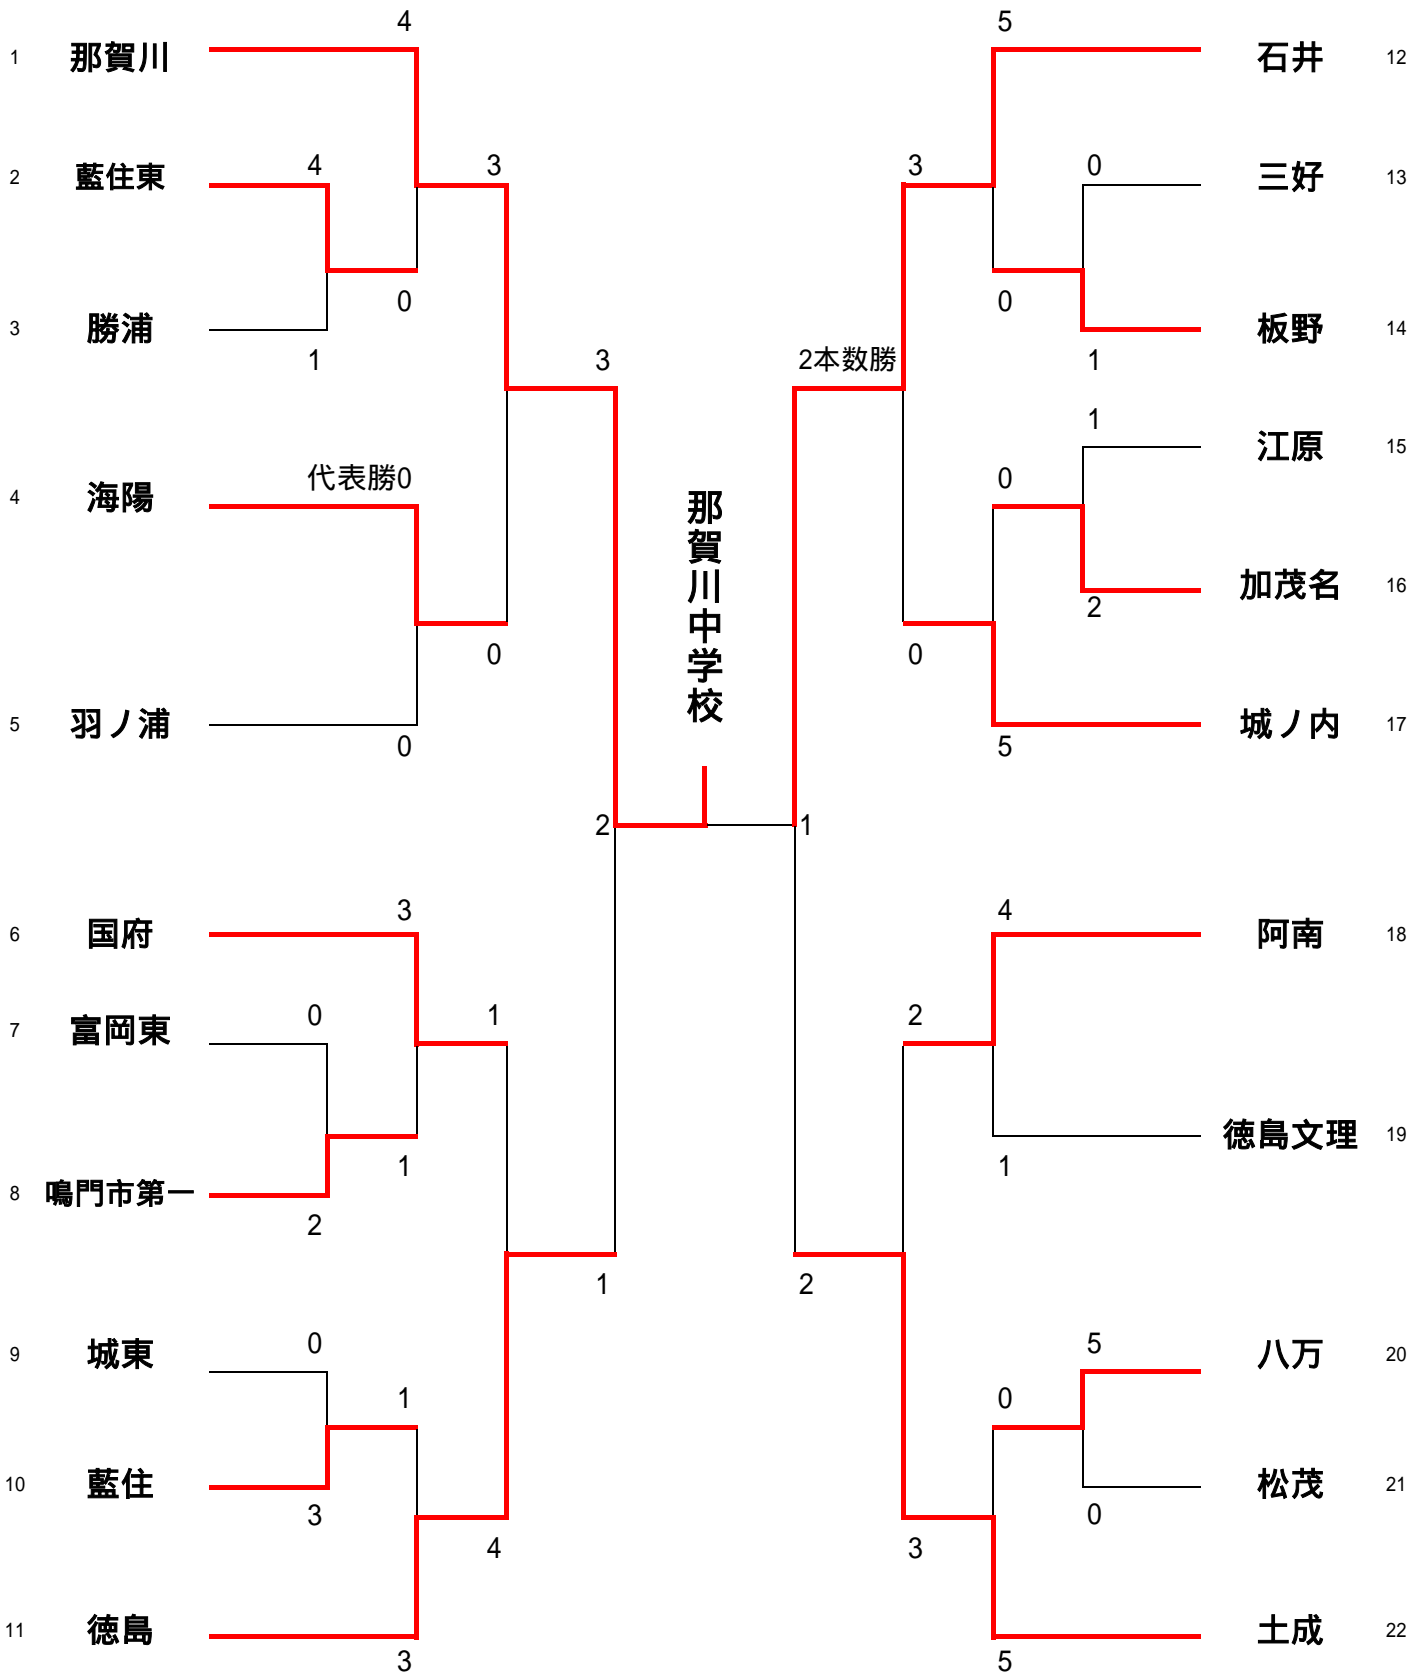 4
1 那賀川
4
2 藍住東
3
0
3 勝浦
1
3
代表勝0
4 海陽
0
5 羽ノ浦
0
2
3
6 国府
0
1
7 富岡東
1
8 鳴門市第一
2
1
0
9 城東
1
10 藍住
3
4
11 徳島
3
那賀川中学校
5
石井 12
3
0
三好 13
0
板野 14
1
2本数勝
1
江原 15
0
加茂名 16
2
0
城ノ内 17
5
1
4
阿南 18
2
徳島文理 19
1
2
5
八万 20
0
松茂 21
0
3
土成 22
5